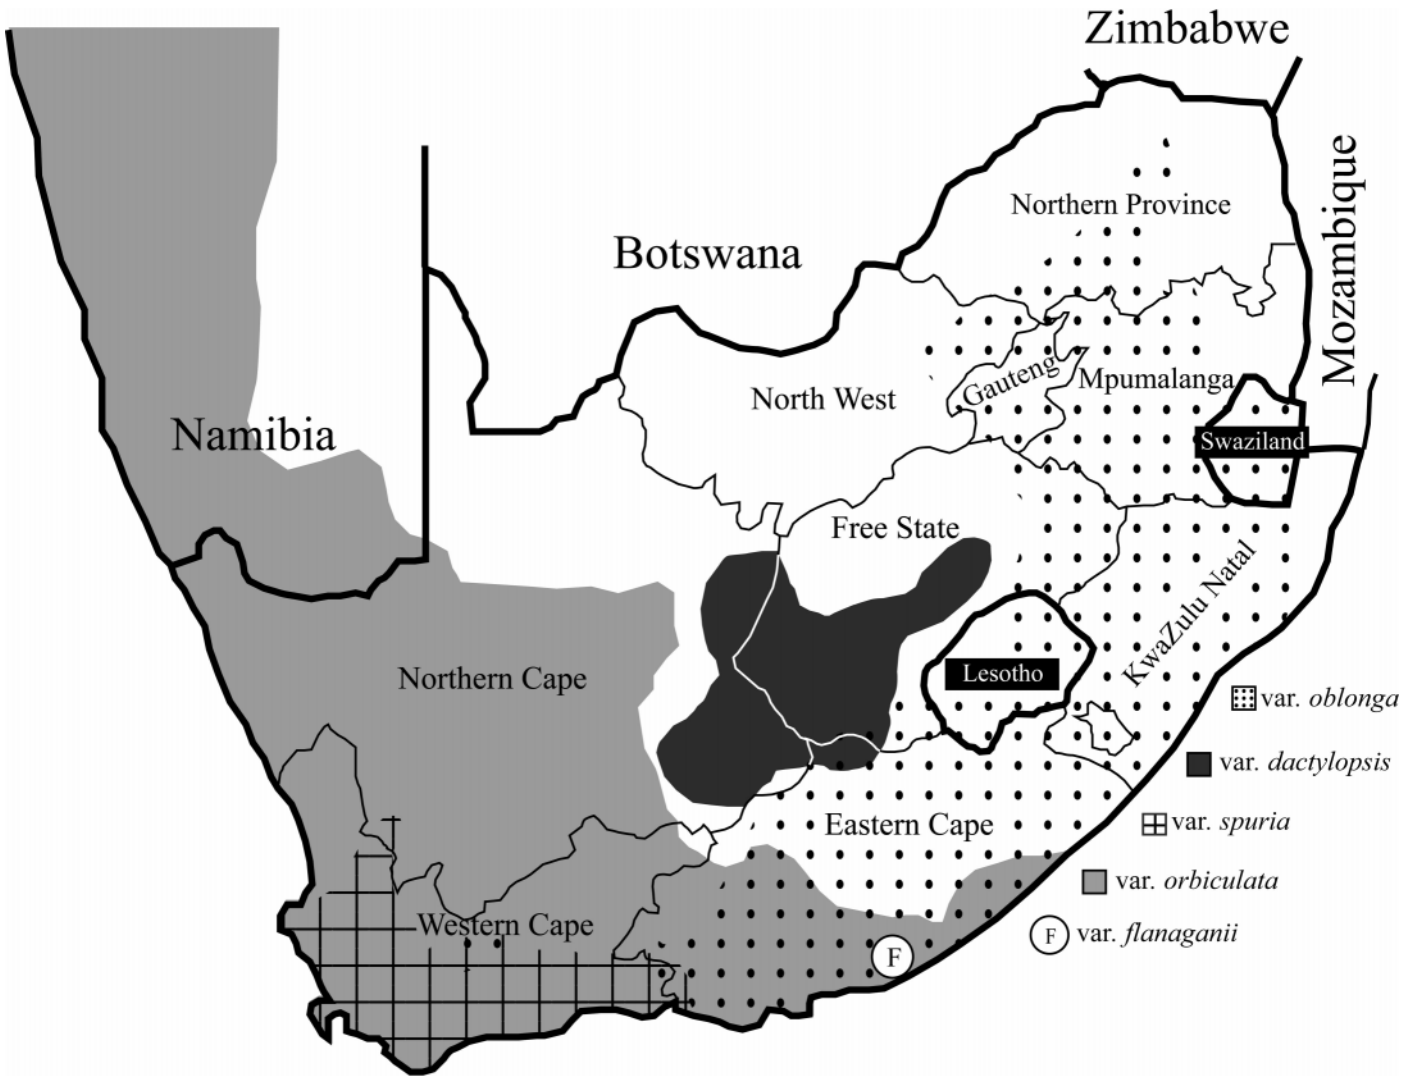 Zimbabwe
Mozambique
Northern Province
Botswana
Gauteng
Mpumalanga
North West
Namibia
Swaziland
Free State
KwaZulu Natal
Lesotho
Northern Cape
var. oblonga
var. dactylopsis
Eastern Cape
var. spuria
var. orbiculata
Western Cape
F var. flanaganii
F